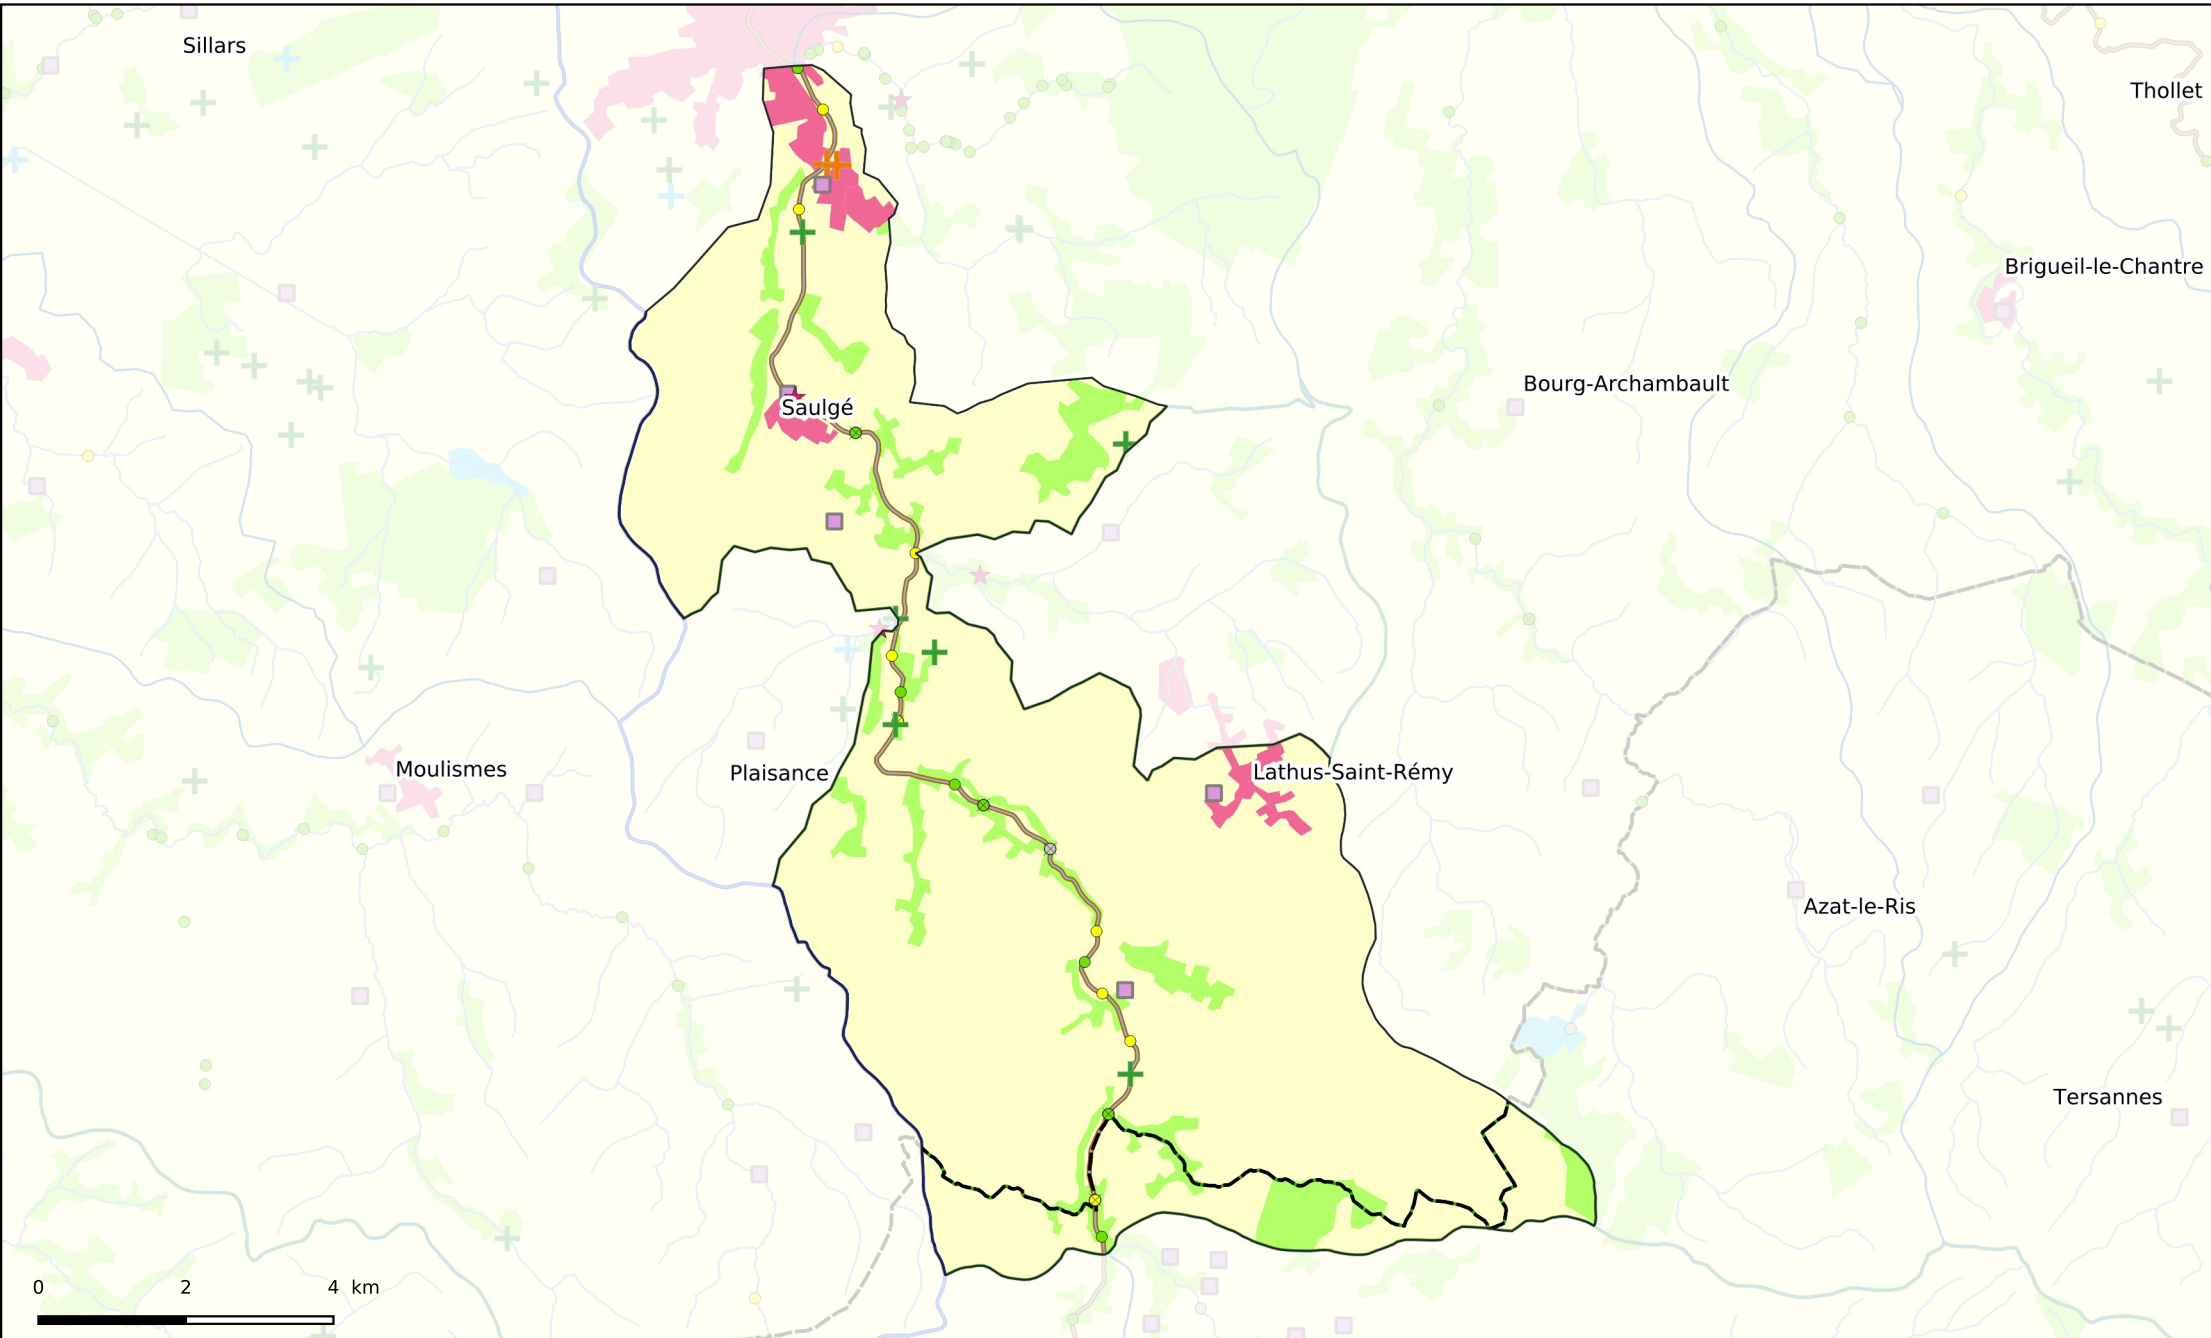 Sillars
Thollet
Brigueil-le-Chantre
Bourg-Archambault
Saulgé
Moulismes
Plaisance
Lathus-Saint-Rémy
Azat-le-Ris
Tersannes
0 2 4 km